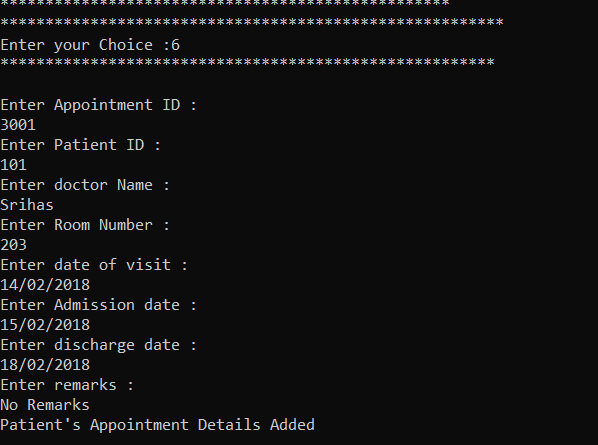 **************************************************
********************************************************
Enter your Choice :6
*******************************************************
Enter Appointment ID :
3001
Enter Patient ID :
101
Enter doctor Name :
Srihas
Enter Room Number :
203
Enter date of visit :
14/02/2018
Enter Admission date :
15/02/2018
Enter discharge date :
18/02/2018
Enter remarks :
No Remarks
Patient's Appointment Details Added